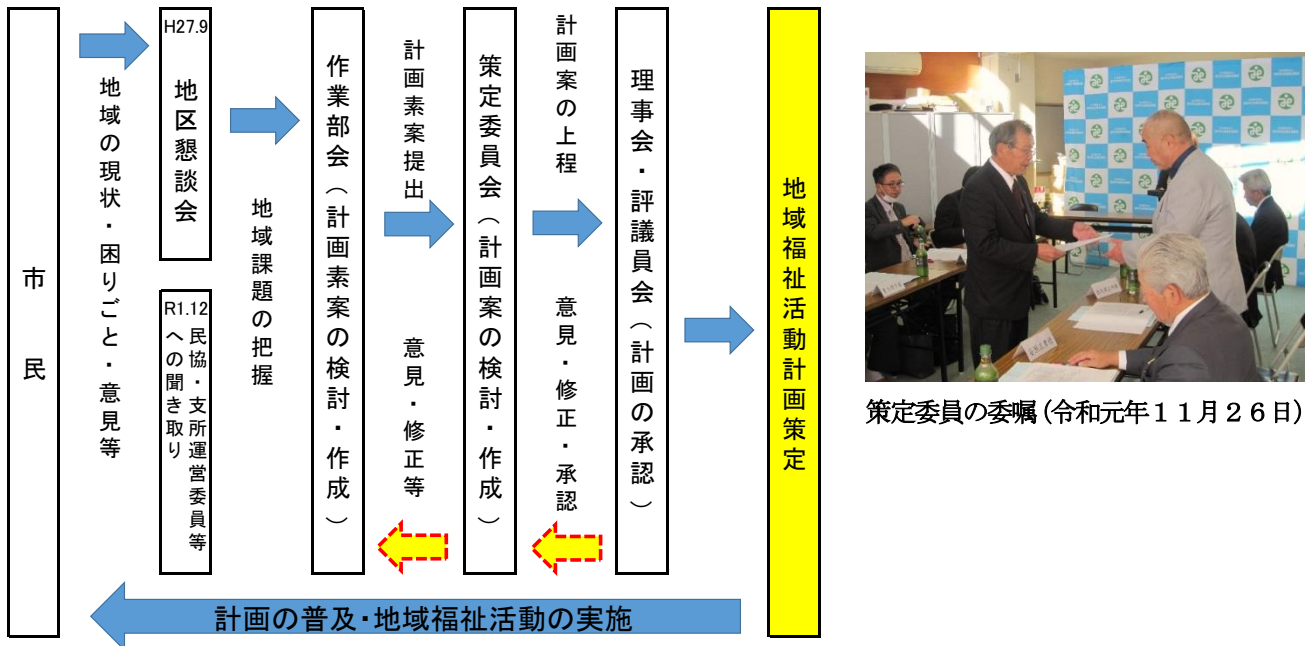 市民
地域の現状・困りごと・意見等
H27.9
地区懇談会
R1.12
民協・支所運営委員等
への聞き取り
地域課題の把握
作業部会（計画素案の検討・作成）
計画素案提出
意見・修正等
策定委員会（計画案の検討・作成）
計画案の上程
意見・修正・承認
理事会・評議員会（計画の承認）
地域福祉活動計画策定
計画の普及・地域福祉活動の実施
策定委員の委嘱（令和元年１１月２６日）